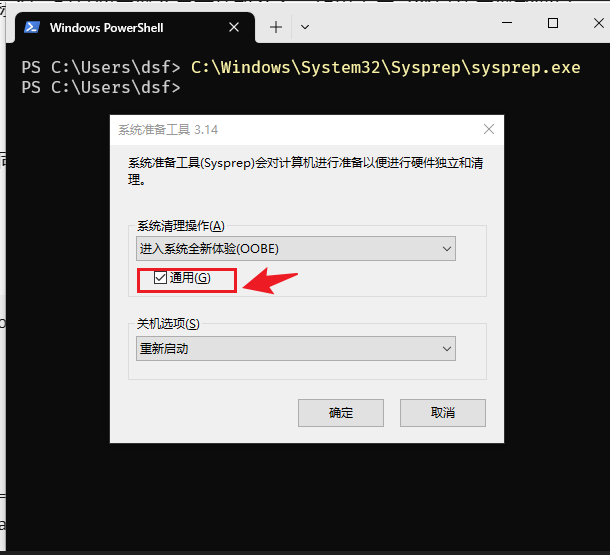 Windows PowerShell
PS C:\Users\dsf> C:\Windows\System32\Sysprep\sysprep.exe
PS C:\Users\dsf>
系统准备工具 3.14
系统准备工具(Sysprep)会对计算机进行准备以便进行硬件独立和清
理。
系统清理操作(A)
进入系统全新体验(OOBE)
通用(G)
关机选项(S)
重新启动
确定
取消